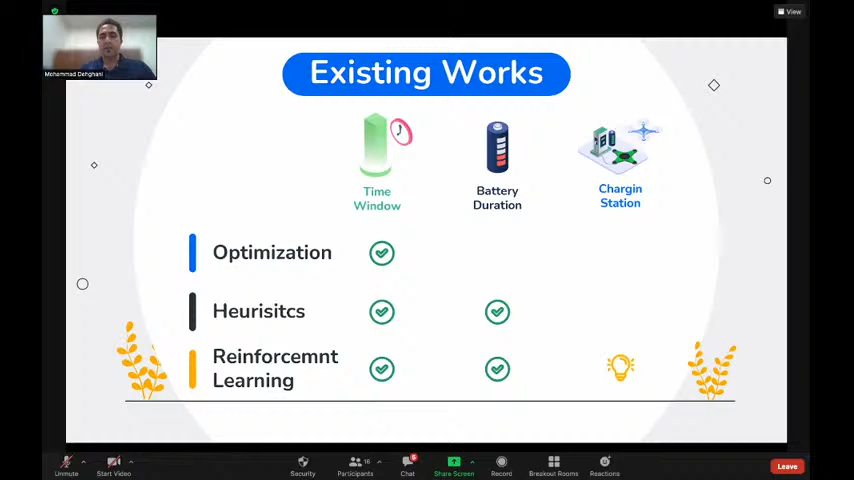 View
Mohammad Dehghani
Existing Works
Time
Window
Battery
Duration
Chargin
Station
Optimization
Heurisitcs
Reinforcemnt
Learning
Unmute
Start Video
Security
Participants
16
Chat
Share Screen
Record
Breakout Rooms
Reactions
Leave